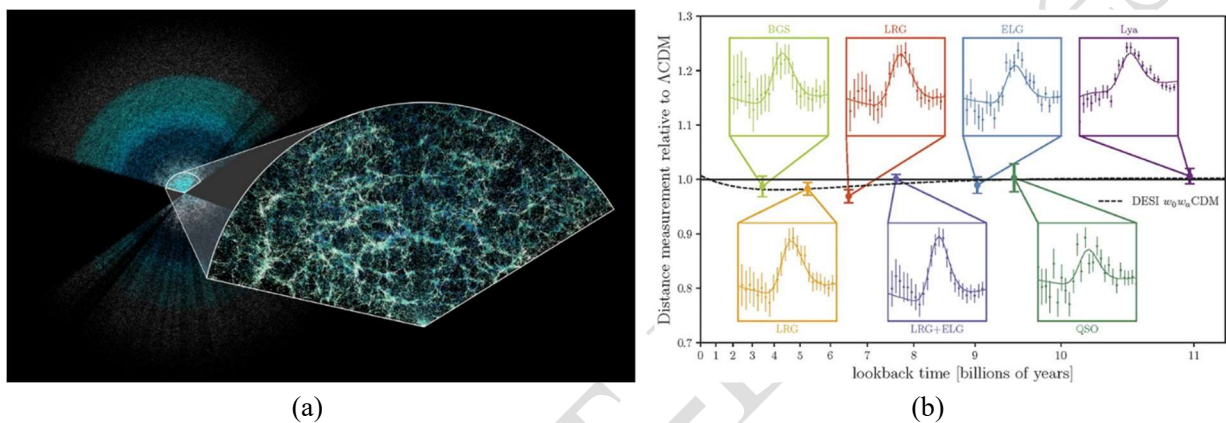 1.3
1.2
1.1
1.0
0.9
0.8
0.7
Distance measurement relative to ΛCDM
BGS
LRG
ELG
Lya
DESI w₀wₐCDM
LRG
LRG+ELG
QSO
0 1 2 3 4 5 6 7 8 9 10 11
lookback time [billions of years]
(a)
(b)